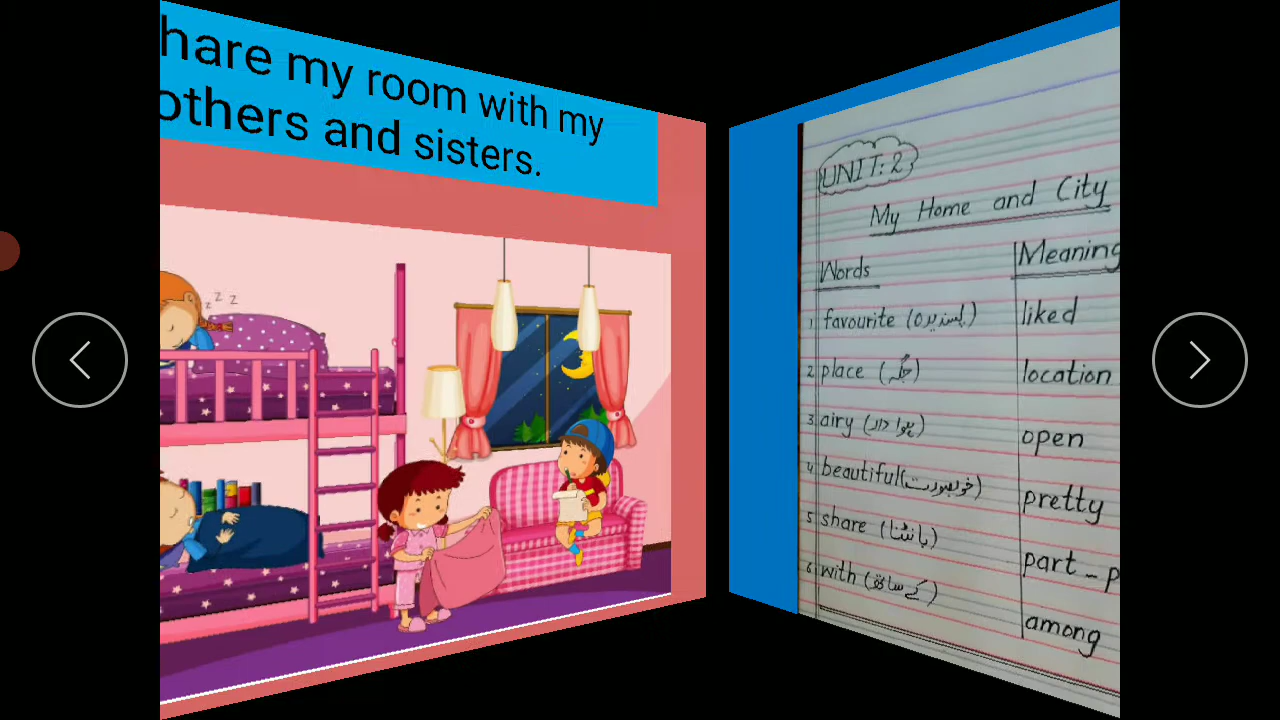 hare my room with my
others and sisters.
z z z
UNIT: 2
My Home and City
Words Meaning
1 favourite (پسندیدہ) liked
2 place (جگہ) location
3 airy (ہوا دار) open
4 beautiful (خوبصورت) pretty
5 share (بانٹنا) part - p
6 with (کے ساتھ) among